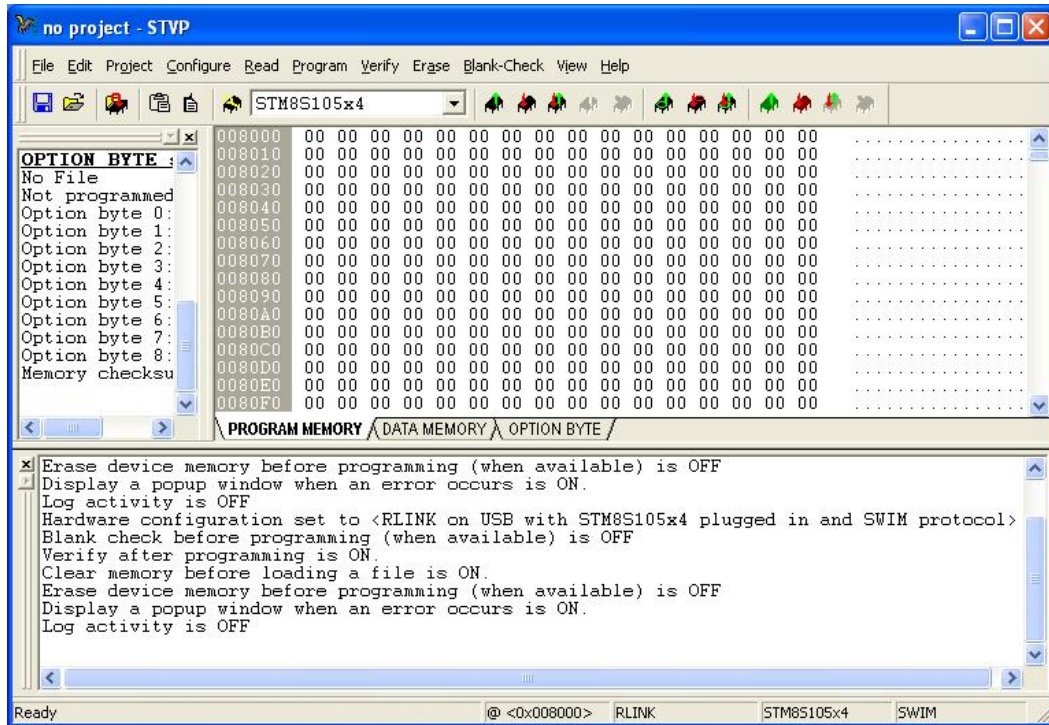 no project - STVP
File Edit Project Configure Read Program Verify Erase Blank-Check View Help
STM8S105x4
OPTION BYTE
No File
Not programmed
Option byte 0:
Option byte 1:
Option byte 2:
Option byte 3:
Option byte 4:
Option byte 5:
Option byte 6:
Option byte 7:
Option byte 8:
Memory checksu
008000 00 00 00 00 00 00 00 00 00 00 00 00 00 00 00 00 ................
008010 00 00 00 00 00 00 00 00 00 00 00 00 00 00 00 00 ................
008020 00 00 00 00 00 00 00 00 00 00 00 00 00 00 00 00 ................
008030 00 00 00 00 00 00 00 00 00 00 00 00 00 00 00 00 ................
008040 00 00 00 00 00 00 00 00 00 00 00 00 00 00 00 00 ................
008050 00 00 00 00 00 00 00 00 00 00 00 00 00 00 00 00 ................
008060 00 00 00 00 00 00 00 00 00 00 00 00 00 00 00 00 ................
008070 00 00 00 00 00 00 00 00 00 00 00 00 00 00 00 00 ................
008080 00 00 00 00 00 00 00 00 00 00 00 00 00 00 00 00 ................
008090 00 00 00 00 00 00 00 00 00 00 00 00 00 00 00 00 ................
0080A0 00 00 00 00 00 00 00 00 00 00 00 00 00 00 00 00 ................
0080B0 00 00 00 00 00 00 00 00 00 00 00 00 00 00 00 00 ................
0080C0 00 00 00 00 00 00 00 00 00 00 00 00 00 00 00 00 ................
0080D0 00 00 00 00 00 00 00 00 00 00 00 00 00 00 00 00 ................
0080E0 00 00 00 00 00 00 00 00 00 00 00 00 00 00 00 00 ................
0080F0 00 00 00 00 00 00 00 00 00 00 00 00 00 00 00 00 ................
PROGRAM MEMORY DATA MEMORY OPTION BYTE
Erase device memory before programming (when available) is OFF
Display a popup window when an error occurs is ON.
Log activity is OFF
Hardware configuration set to <RLINK on USB with STM8S105x4 plugged in and SWIM protocol>
Blank check before programming (when available) is OFF
Verify after programming is ON.
Clear memory before loading a file is ON.
Erase device memory before programming (when available) is OFF
Display a popup window when an error occurs is ON.
Log activity is OFF
Ready @ <0x008000> RLINK STM8S105x4 SWIM